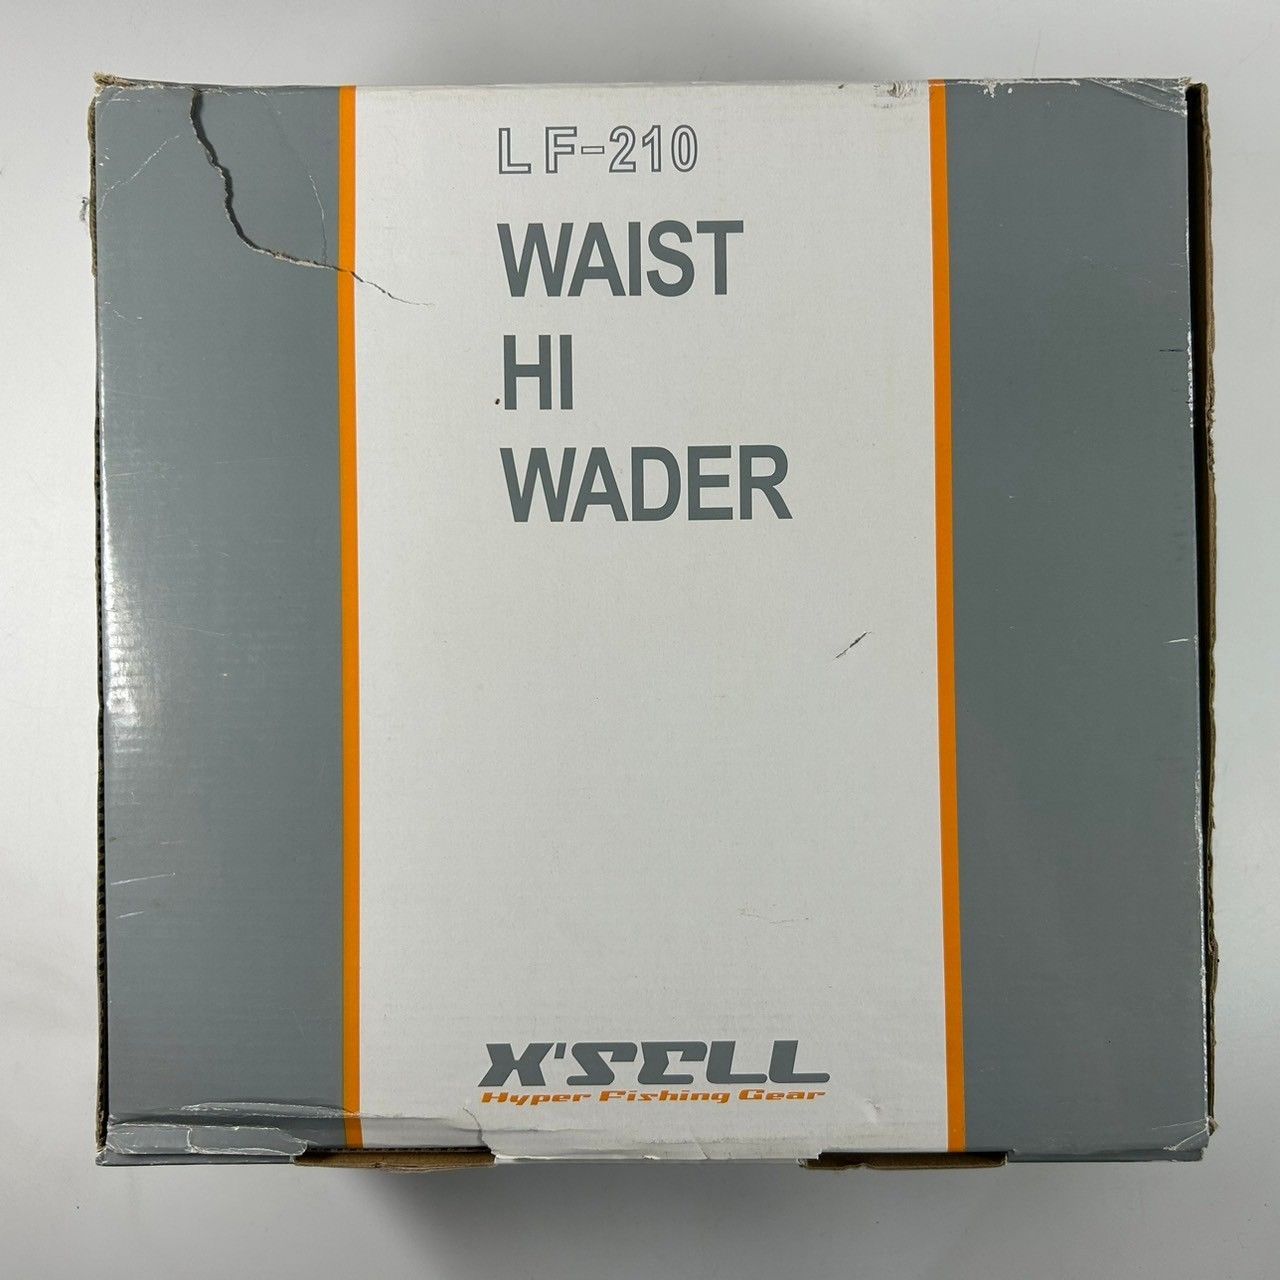 LF-210
WAIST
HI
WADER
X'SELL
Hyper Fishing Gear